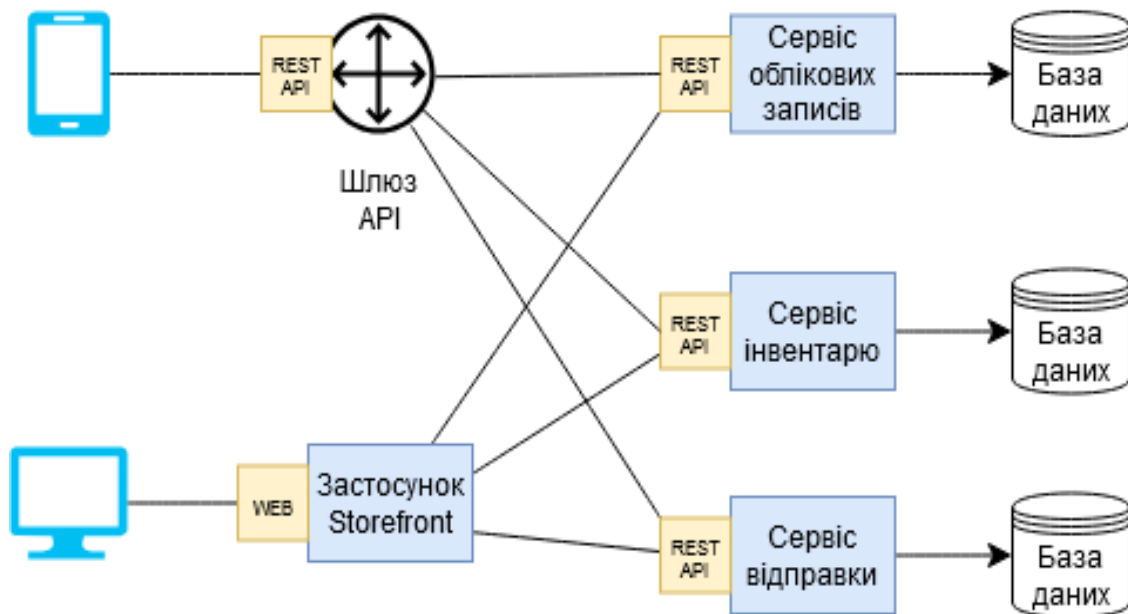 REST
API
Шлюз
API
REST
API
Сервіс
облікових
записів
База
даних
REST
API
Сервіс
інвентарю
База
даних
WEB
Застосунок
Storefront
REST
API
Сервіс
відправки
База
даних